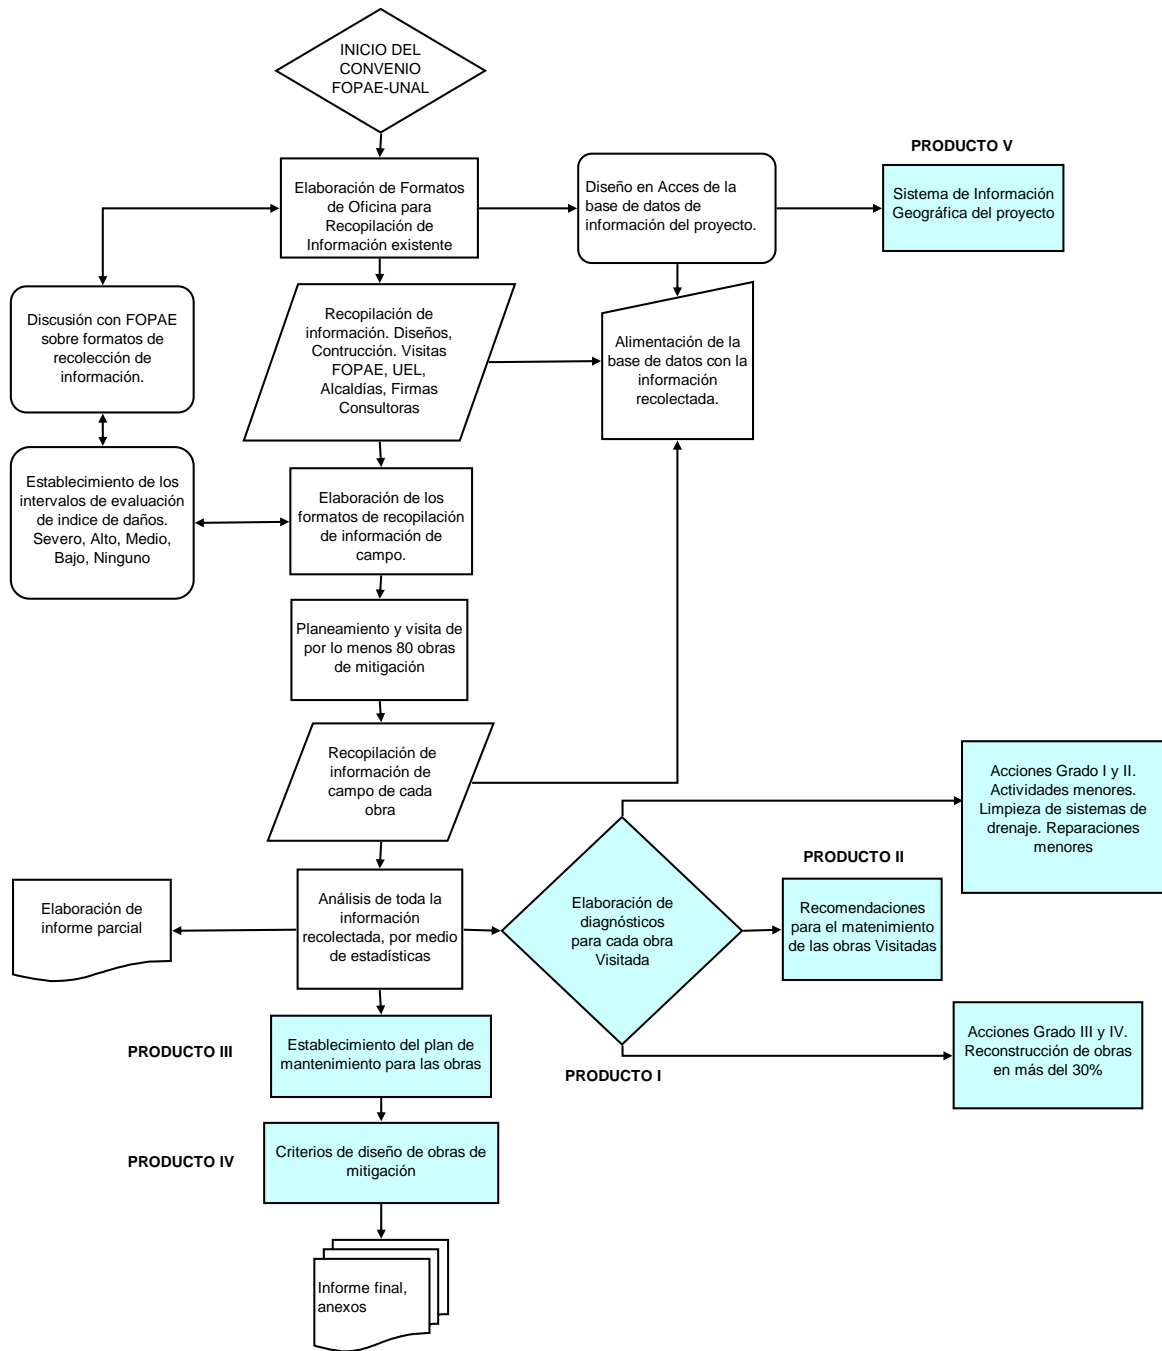 INICIO DEL
CONVENIO
FOPAE-UNAL
PRODUCTO V
Elaboración de Formatos
de Oficina para
Recopilación de
Información existente
Diseño en Acces de la
base de datos de
información del proyecto.
Sistema de Información
Geográfica del proyecto
Discusión con FOPAE
sobre formatos de
recolección de
información.
Recopilación de
información. Diseños,
Contrucción. Visitas
FOPAE, UEL,
Alcaldías, Firmas
Consultoras
Alimentación de la
base de datos con la
información
recolectada.
Establecimiento de los
intervalos de evaluación
de indice de daños.
Severo, Alto, Medio,
Bajo, Ninguno
Elaboración de los
formatos de recopilación
de información de
campo.
Planeamiento y visita de
por lo menos 80 obras
de mitigación
Recopilación de
información de
campo de cada
obra
Acciones Grado I y II.
Actividades menores.
Limpieza de sistemas de
drenaje. Reparaciones
menores
PRODUCTO II
Elaboración de
informe parcial
Análisis de toda la
información
recolectada, por medio
de estadísticas
Elaboración de
diagnósticos
para cada obra
Visitada
Recomendaciones
para el matenimiento
de las obras Visitadas
PRODUCTO III
Establecimiento del plan de
mantenimiento para las obras
PRODUCTO I
Acciones Grado III y IV.
Reconstrucción de obras
en más del 30%
PRODUCTO IV
Criterios de diseño de obras de
mitigación
Informe final,
anexos